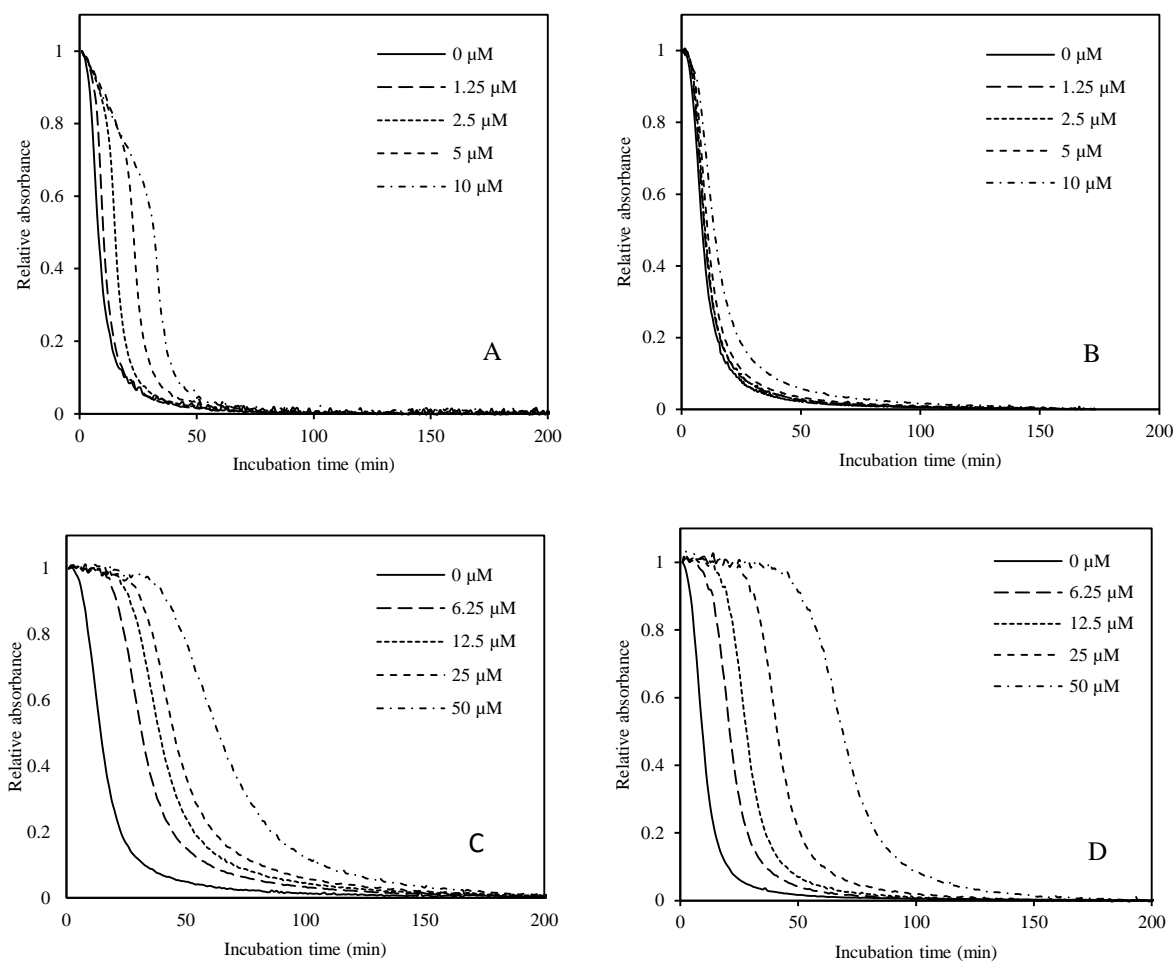 Relative absorbance
1
0.8
0.6
0.4
0.2
0
0 50 100 150 200
Incubation time (min)
0 µM
1.25 µM
2.5 µM
5 µM
10 µM
A
Relative absorbance
1
0.8
0.6
0.4
0.2
0
0 50 100 150 200
Incubation time (min)
0 µM
1.25 µM
2.5 µM
5 µM
10 µM
B
Relative absorbance
1
0.8
0.6
0.4
0.2
0
0 50 100 150 200
Incubation time (min)
0 µM
6.25 µM
12.5 µM
25 µM
50 µM
C
Relative absorbance
1
0.8
0.6
0.4
0.2
0
0 50 100 150 200
Incubation time (min)
0 µM
6.25 µM
12.5 µM
25 µM
50 µM
D